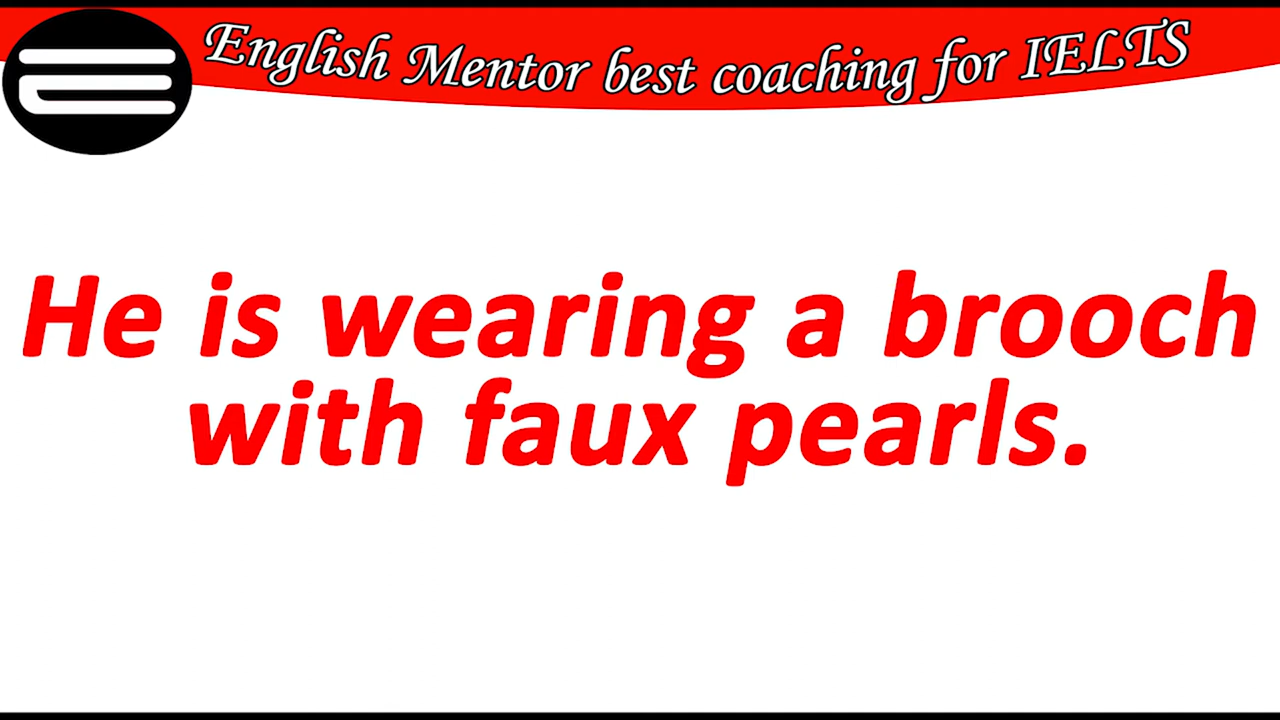 English Mentor best coaching for IELTS
He is wearing a brooch
with faux pearls.